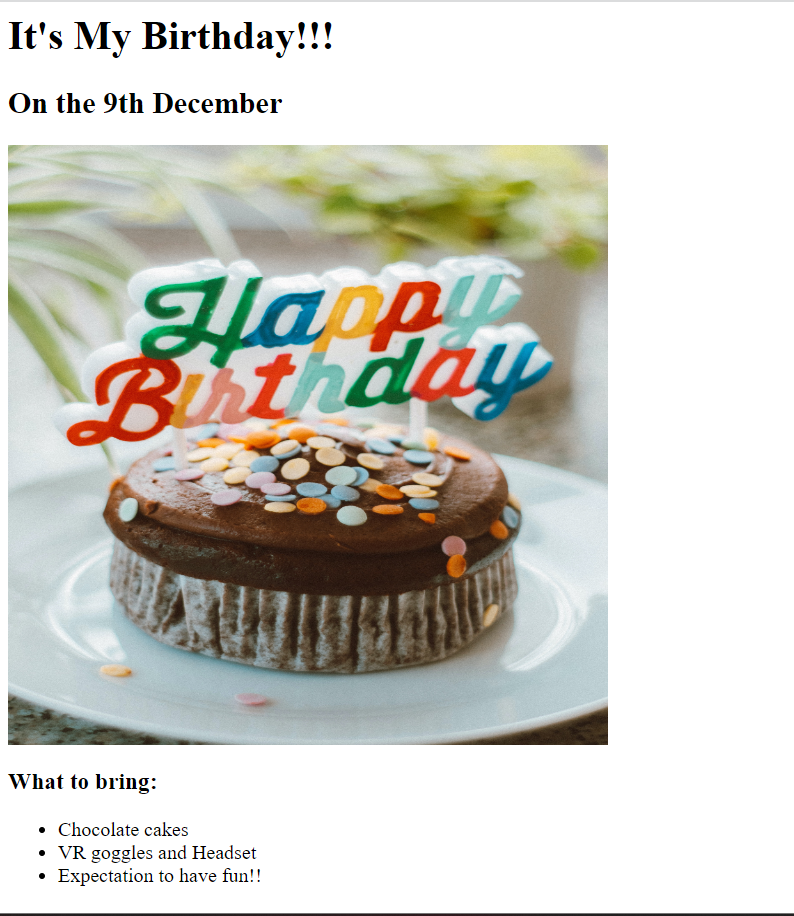 It's My Birthday!!!
On the 9th December
Happy
Birthday
What to bring:
Chocolate cakes
VR goggles and Headset
Expectation to have fun!!